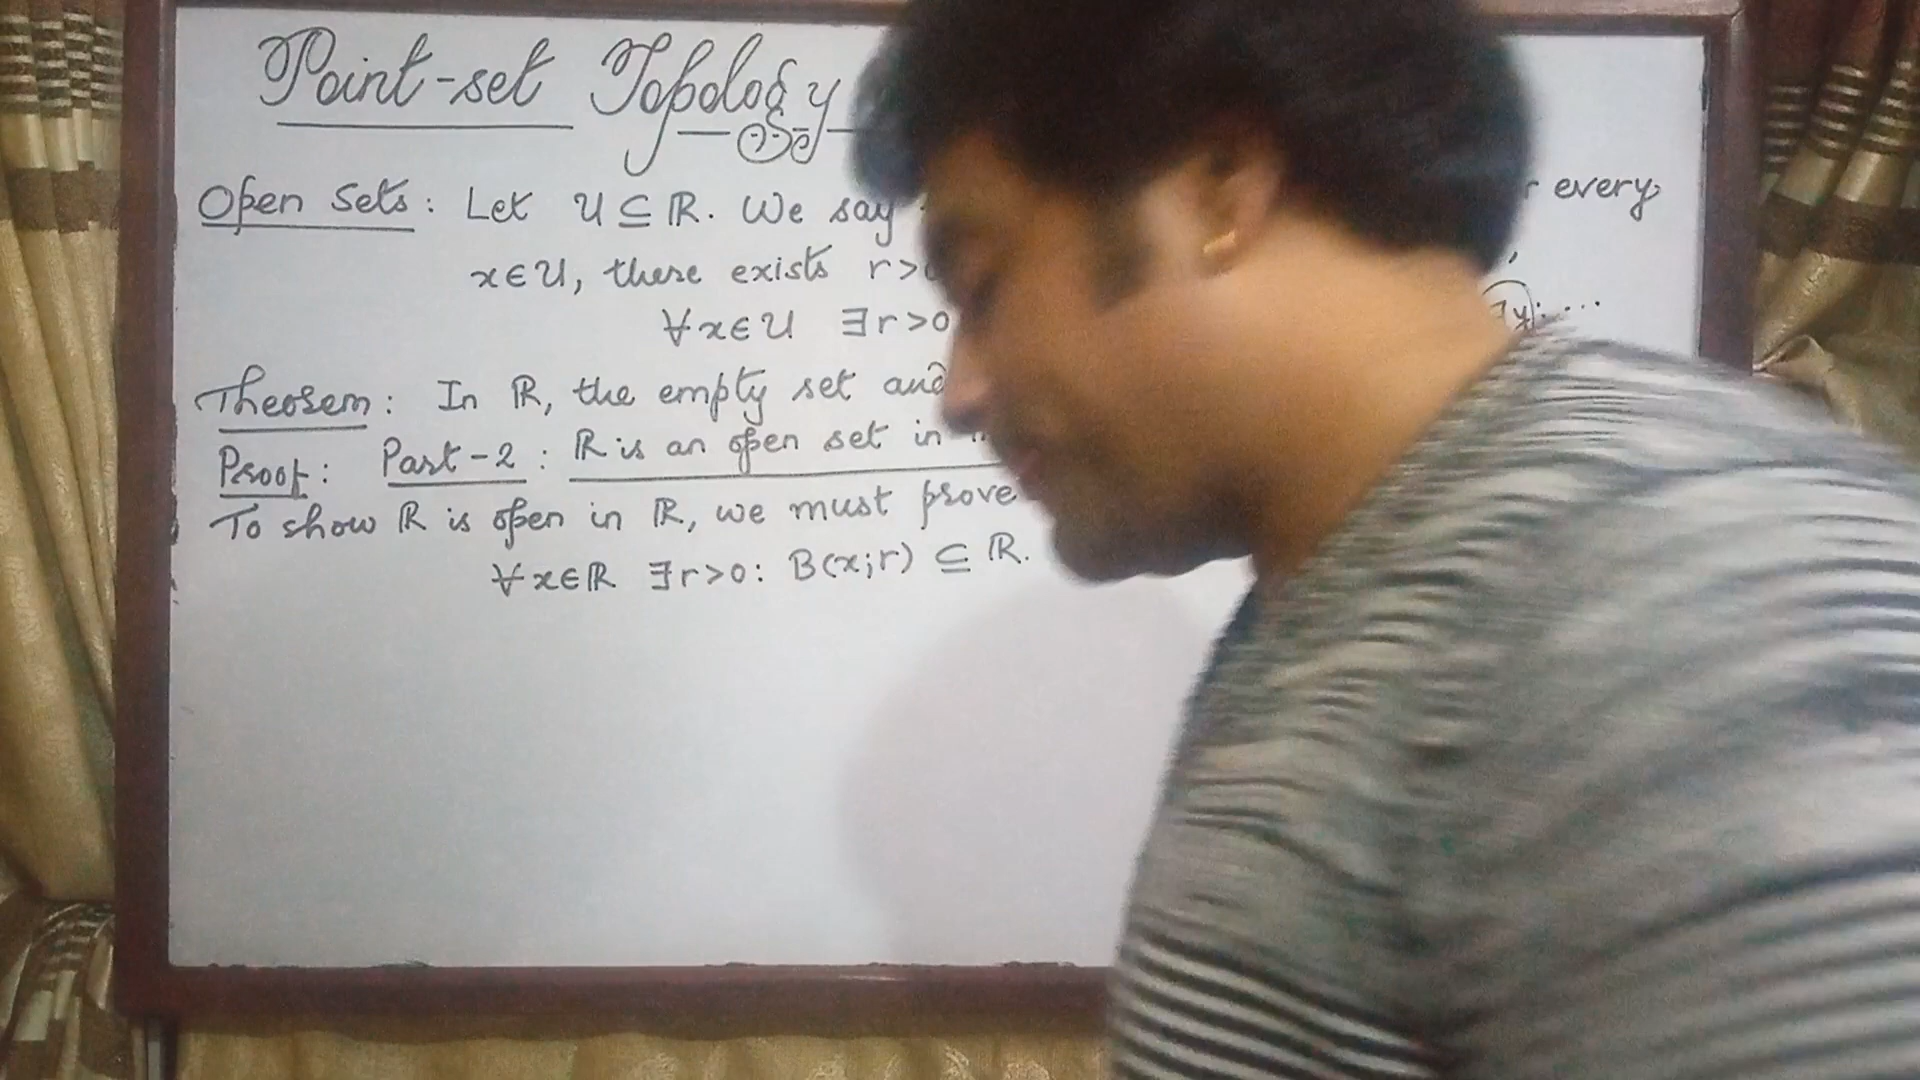 Point-set Topology
Open Sets: Let U ⊆ ℝ. We say every
x∈U, there exists r>0
∀x∈U ∃r>0 ∃y: ...
Theorem: In ℝ, the empty set and
Proof: Part-2: ℝ is an open set in
To show ℝ is open in ℝ, we must prove
∀x∈ℝ ∃r>0: B(x;r) ⊆ ℝ.